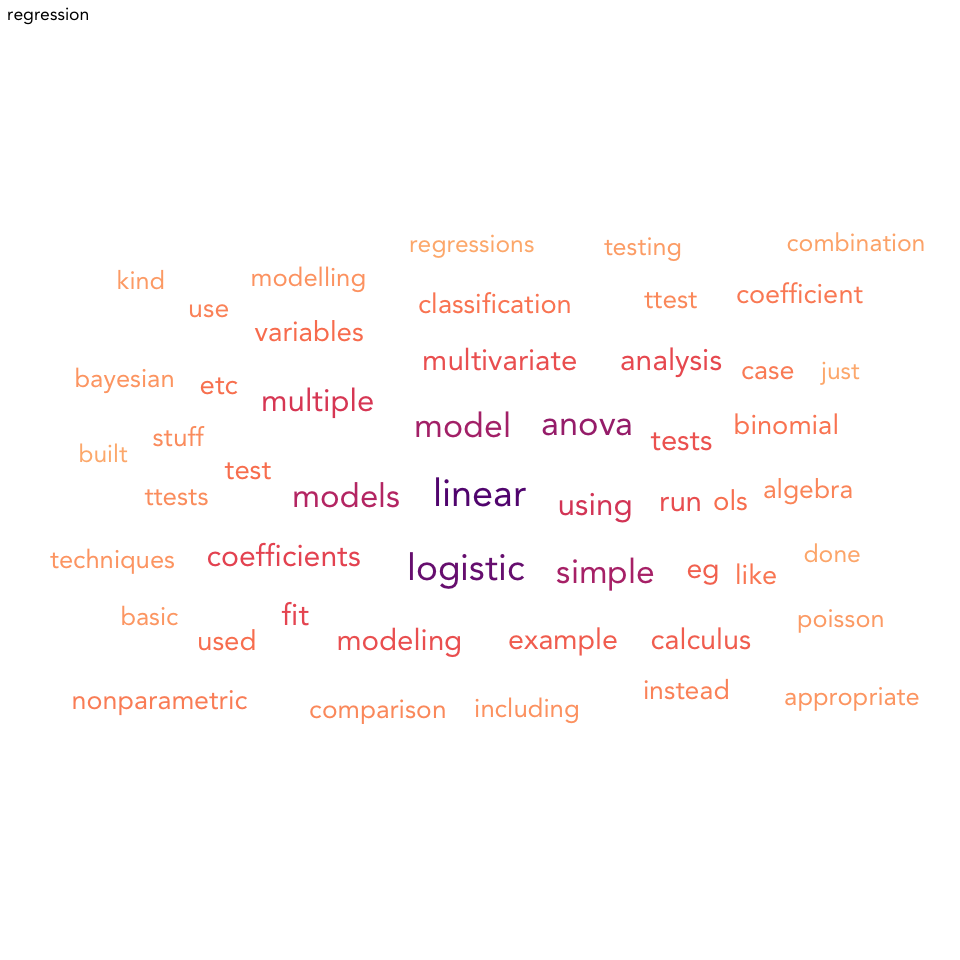 regression
regressions testing combination
kind modelling
use classification ttest coefficient
variables
multivariate analysis case just
bayesian etc multiple
model anova tests binomial
built stuff
ttests test models linear using run ols algebra
techniques coefficients logistic simple eg like done
basic used fit modeling example calculus poisson
nonparametric comparison including instead appropriate